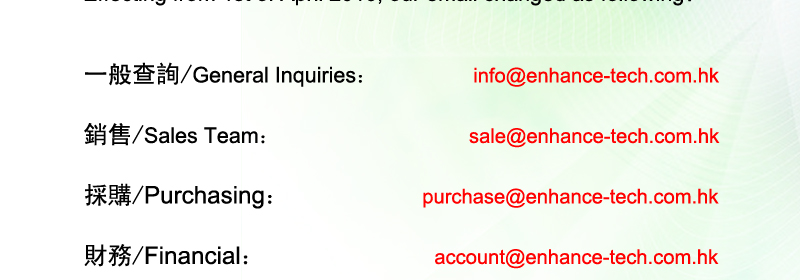 一般查詢/General Inquiries： info@enhance-tech.com.hk
銷售/Sales Team： sale@enhance-tech.com.hk
採購/Purchasing： purchase@enhance-tech.com.hk
財務/Financial： account@enhance-tech.com.hk